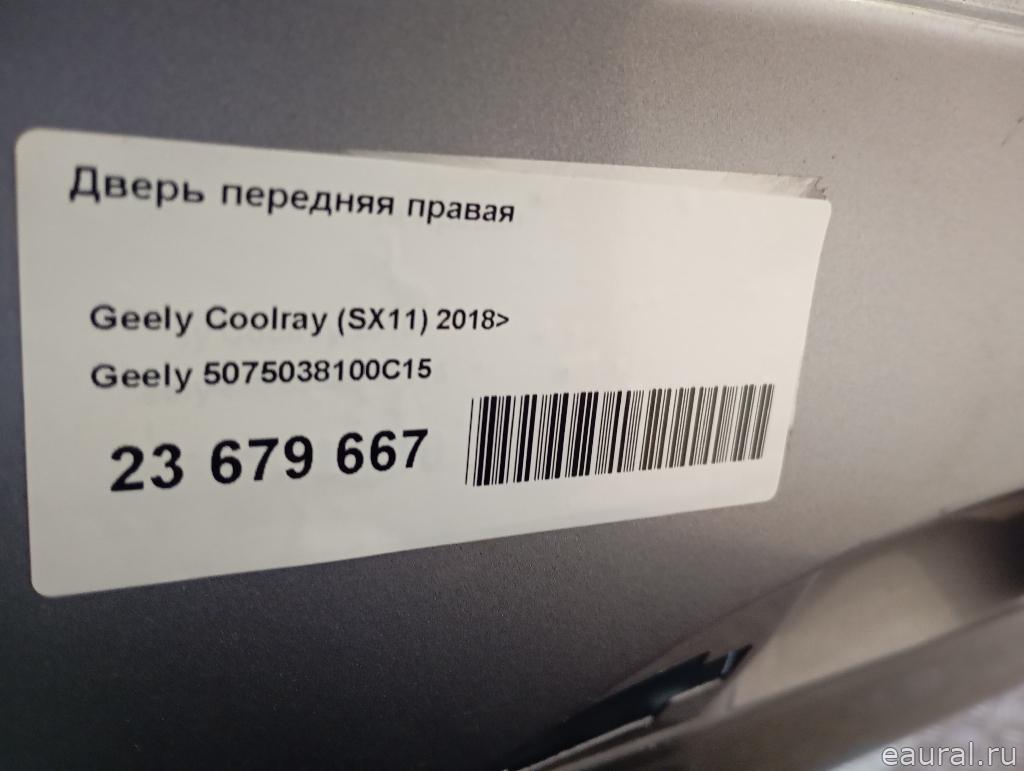 Дверь передняя правая
Geely Coolray (SX11) 2018>
Geely 5075038100C15
23 679 667
eaural.ru